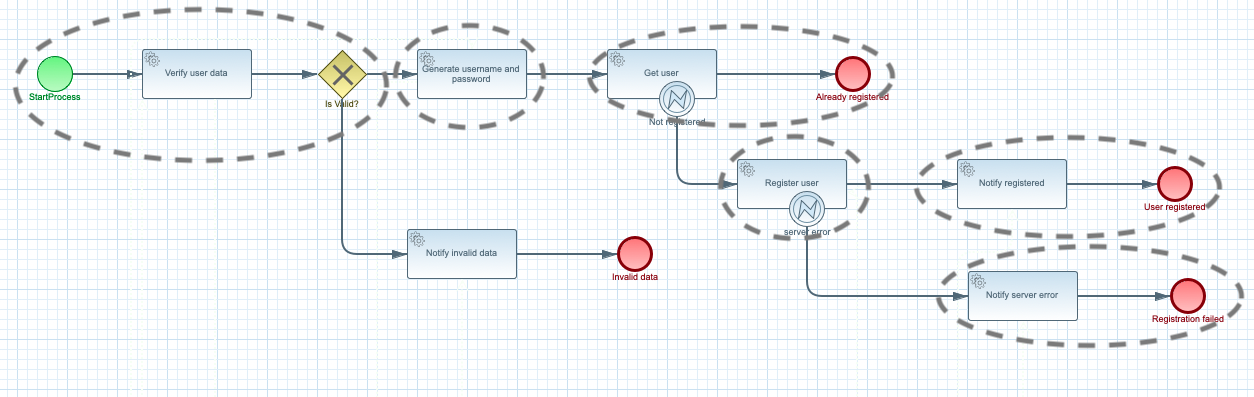 Verify user data
StartProcess
Is Valid?
Generate username and
password
Get user
Not registered
Already registered
Register user
server error
Notify registered
User registered
Notify invalid data
Invalid data
Notify server error
Registration failed